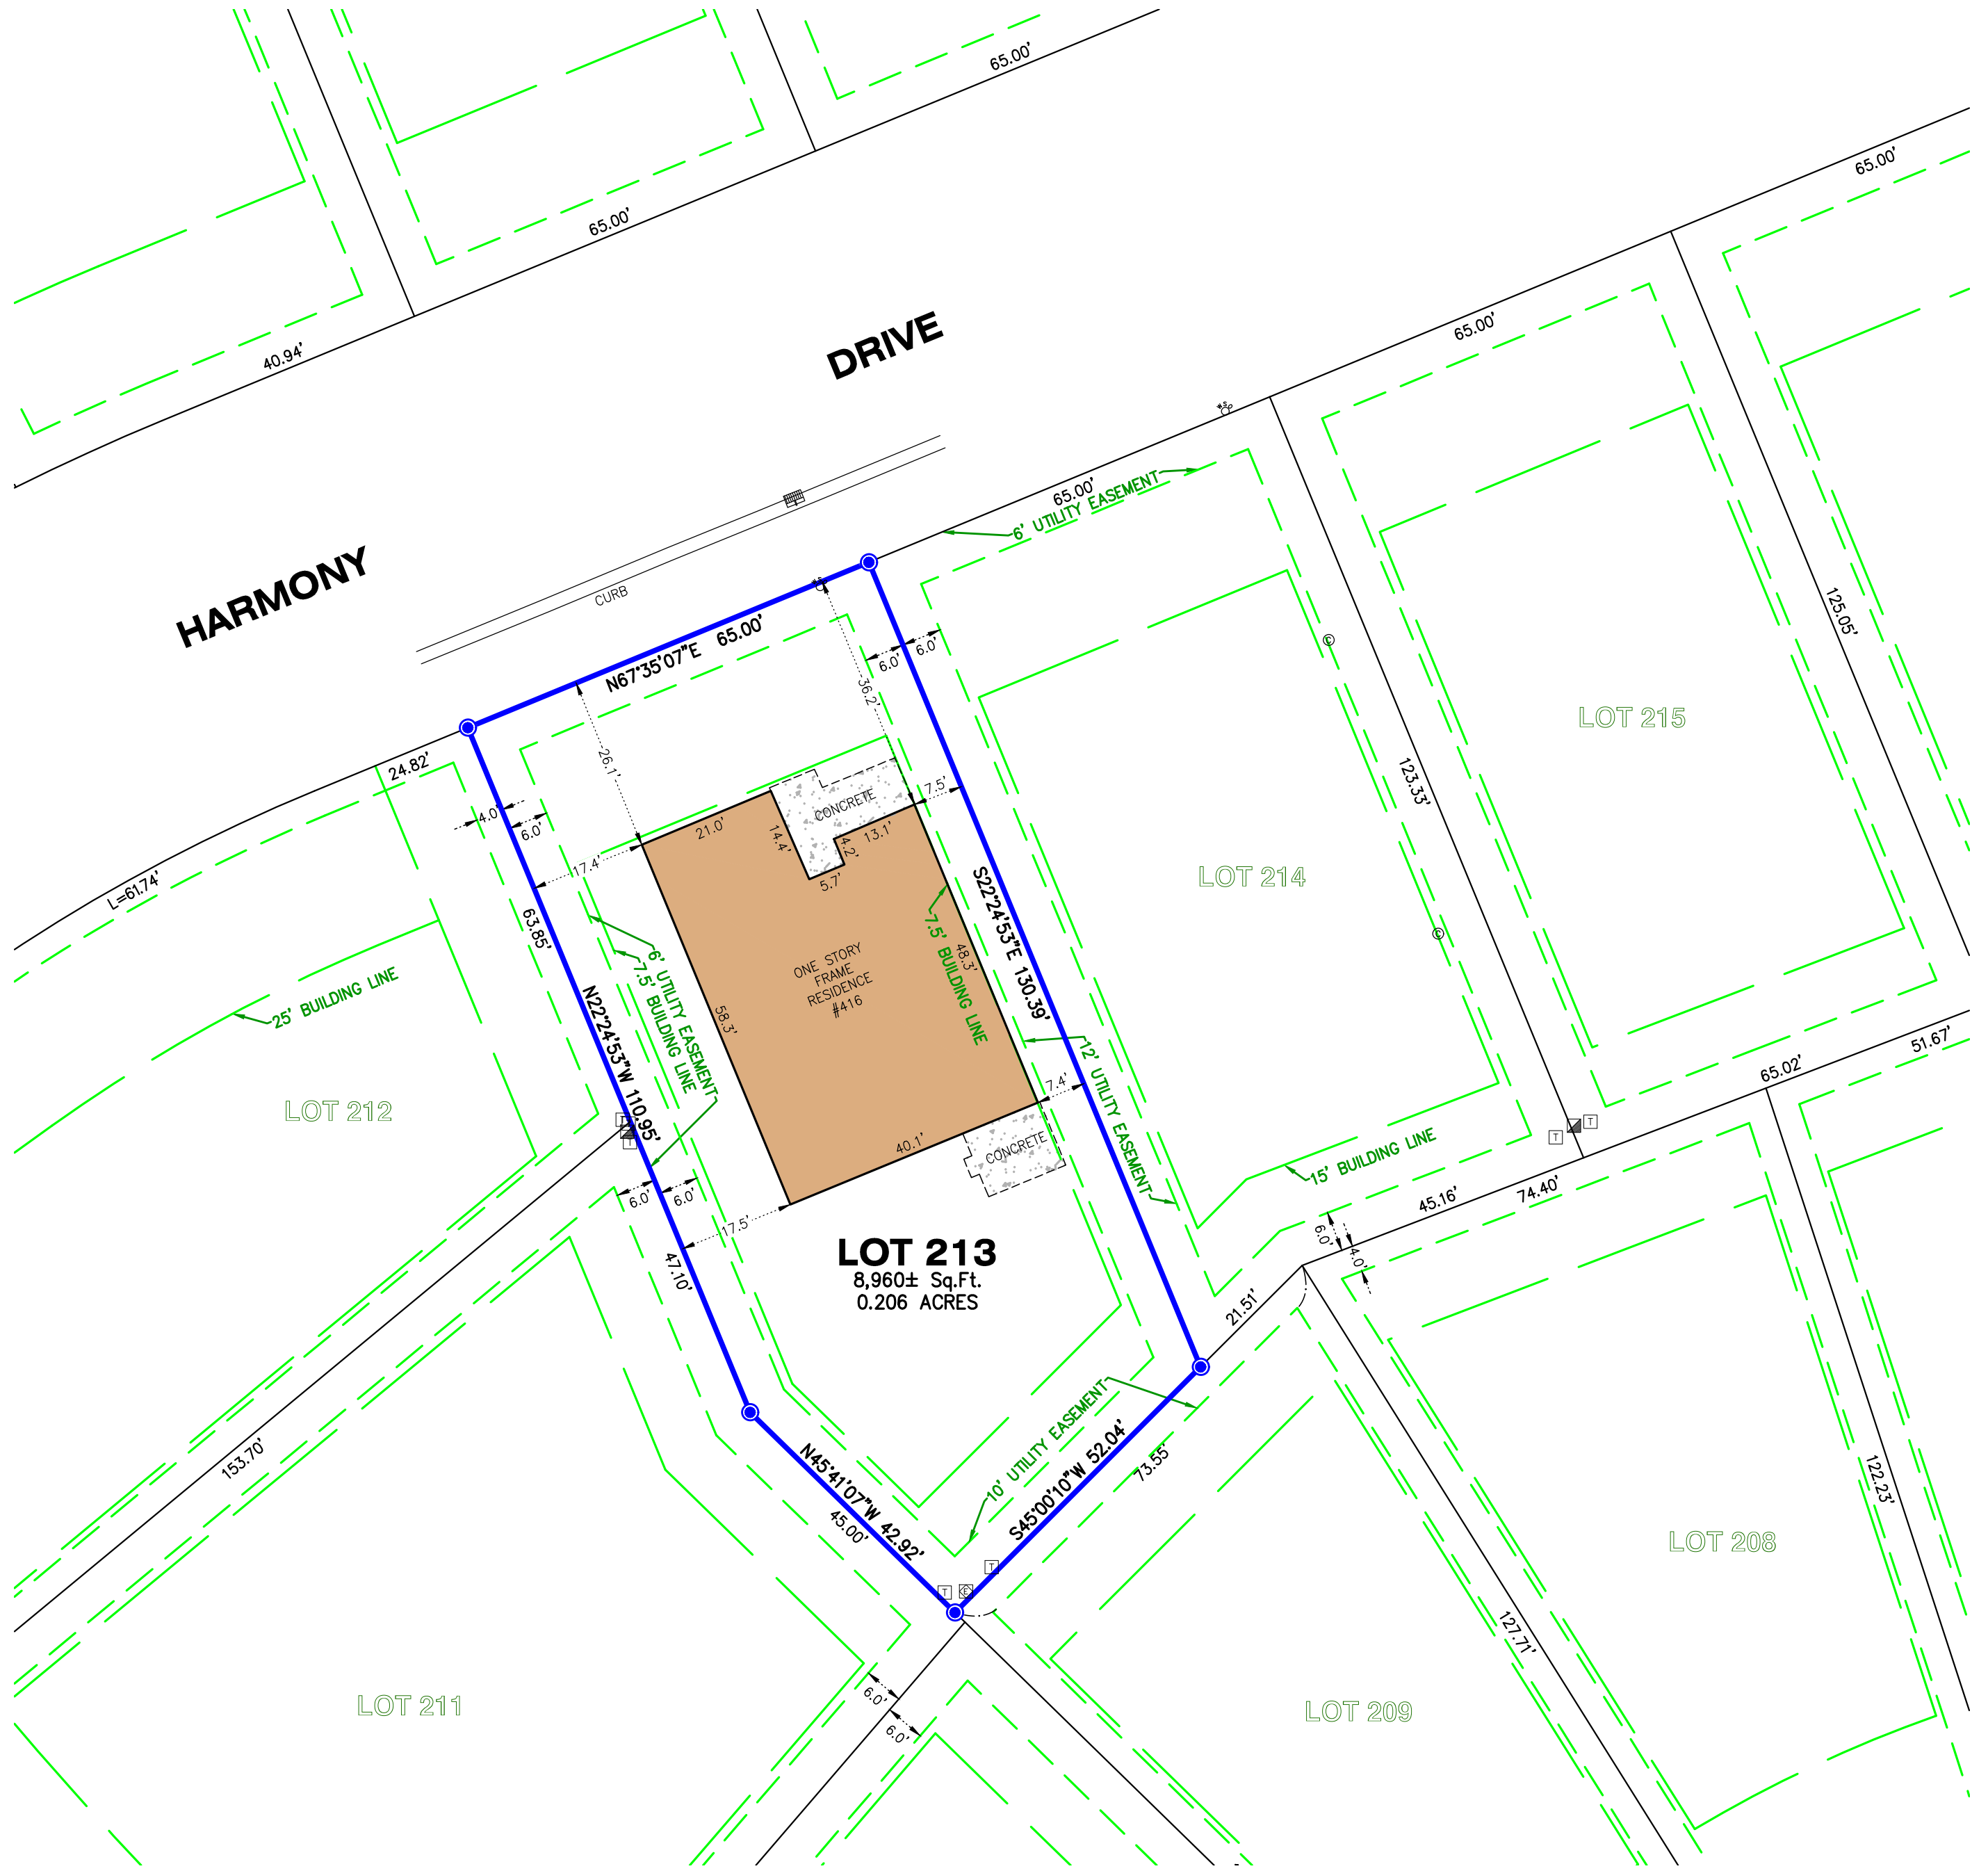 65.00'
65.00'
65.00'
65.00'
40.94'
DRIVE
65.00'
HARMONY
CURB
6' UTILITY EASEMENT
N67°35'07"E 65.00'
6.0'
6.0'
36.2'
26.1'
24.82'
4.0'
6.0'
17.4'
21.0'
14.4'
CONCRETE
4.2'
13.1'
5.7'
7.5'
L=61.74'
63.85'
25' BUILDING LINE
LOT 212
N22°24'53"W 110.95'
6' UTILITY EASEMENT
7.5' BUILDING LINE
ONE STORY
FRAME
RESIDENCE
#416
58.3'
48.3'
7.5' BUILDING LINE
S22°24'53"E 130.39'
12' UTILITY EASEMENT
LOT 214
LOT 215
C
C
123.33'
125.05'
7.4'
40.1'
CONCRETE
T
T
6.0'
6.0'
17.5'
47.10'
LOT 213
8,960± Sq.Ft.
0.206 ACRES
15' BUILDING LINE
T
T
65.02'
51.67'
45.16'
74.40'
6.0'
4.0'
21.51'
10' UTILITY EASEMENT
N45°41'07"W 42.92'
45.00'
S45°00'10"W 52.04'
73.55'
153.70'
T
E
T
122.23'
127.71'
LOT 208
LOT 211
LOT 209
6.0'
6.0'